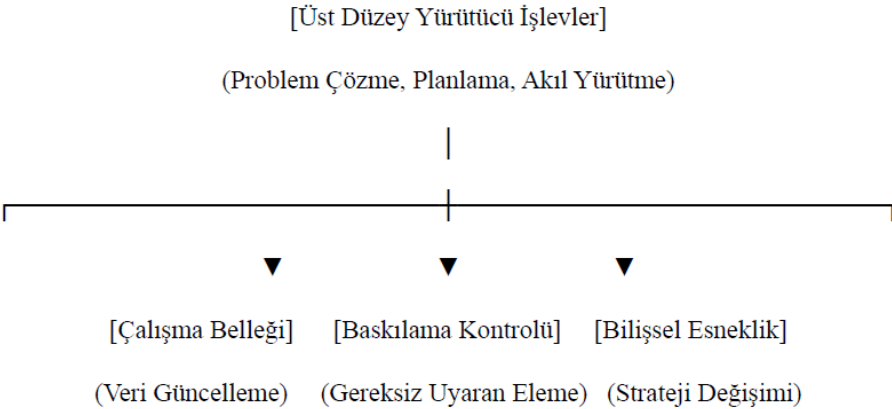 [Üst Düzey Yürütücü İşlevler]
(Problem Çözme, Planlama, Akıl Yürütme)
[Çalışma Belleği] [Baskılama Kontrolü] [Bilişsel Esneklik]
(Veri Güncelleme) (Gereksiz Uyaran Eleme) (Strateji Değişimi)